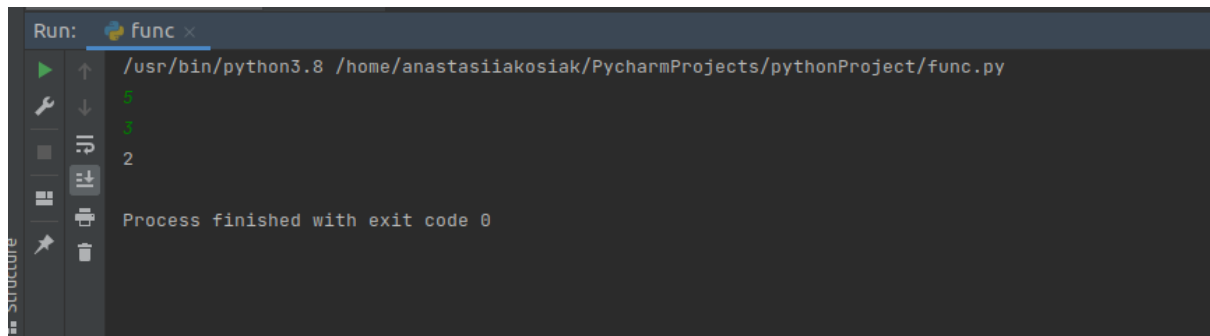 Run: func
/usr/bin/python3.8 /home/anastasiiakosiak/PycharmProjects/pythonProject/func.py
5
3
2
Process finished with exit code 0
Structure